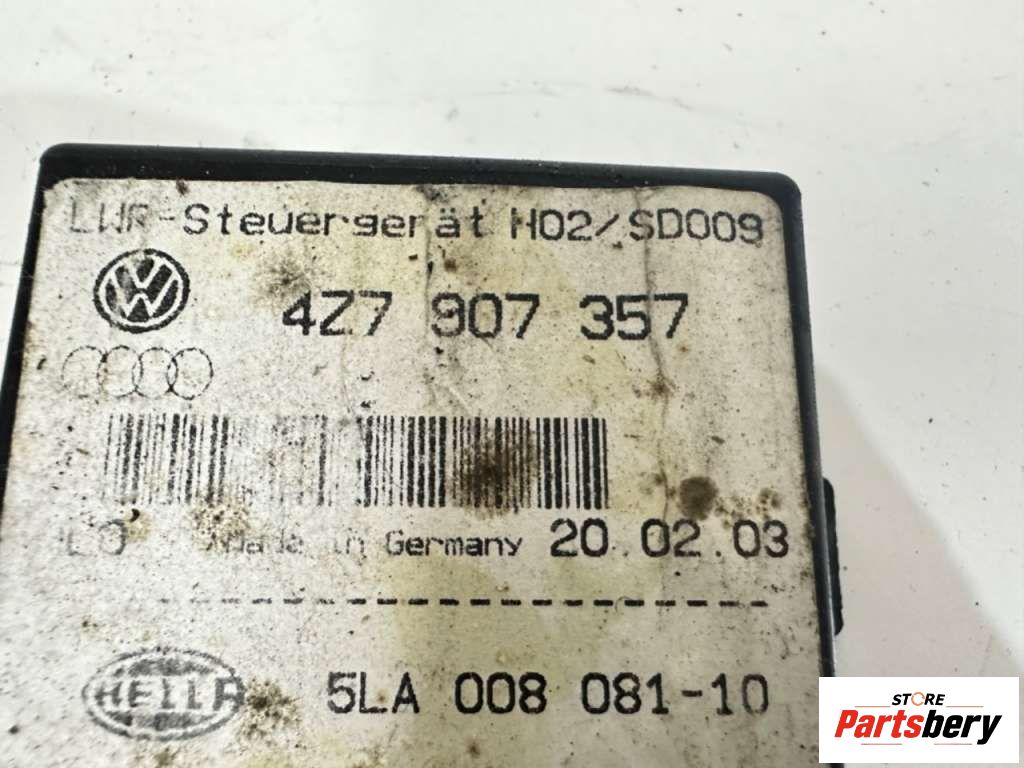 LWR-Steuergerät H02/SD009
4Z7 907 357
Made in Germany 20.02.03
HELLA 5LA 008 081-10
STORE
Partsbery